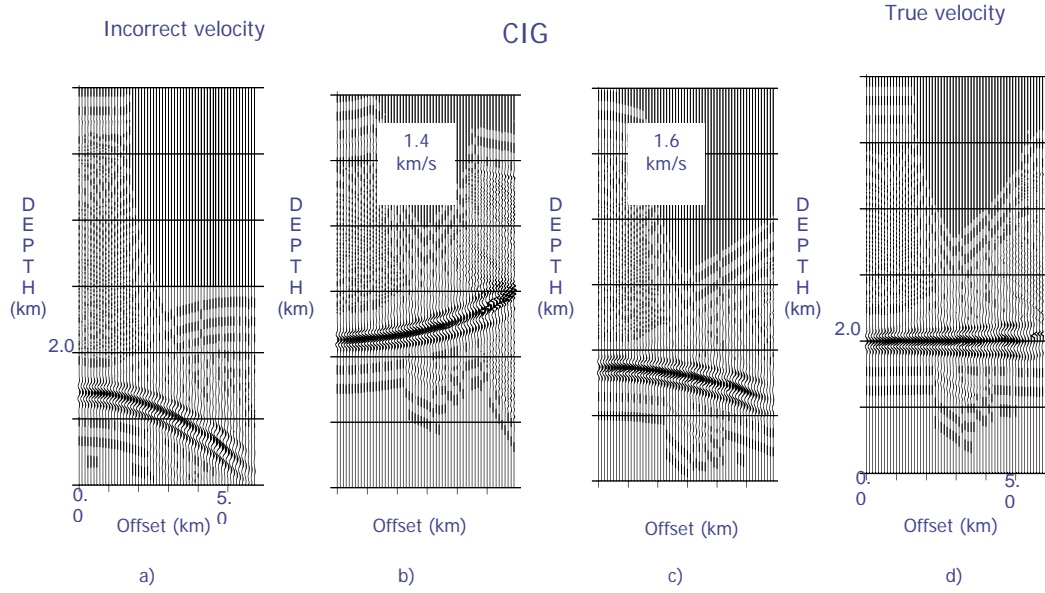 Incorrect velocity
CIG
True velocity
1.4
km/s
1.6
km/s
D
E
P
T
H
(km)
D
E
P
T
H
(km)
D
E
P
T
H
(km)
D
E
P
T
H
(km)
2.0
2.0
0.
0
5.
0
0.
0
5.
0
Offset (km)
Offset (km)
Offset (km)
Offset (km)
a)
b)
c)
d)